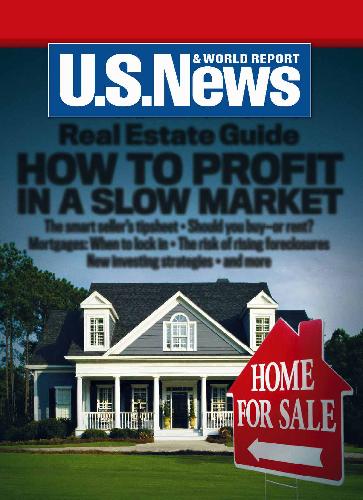 & WORLD REPORT
U.S.News
Real Estate Guide
HOW TO PROFIT
IN A SLOW MARKET
The smart seller's tipsheet • Should you buy–or rent?
Mortgages: When to lock in • The risk of rising foreclosures
New investing strategies • and more
HOME
FOR SALE